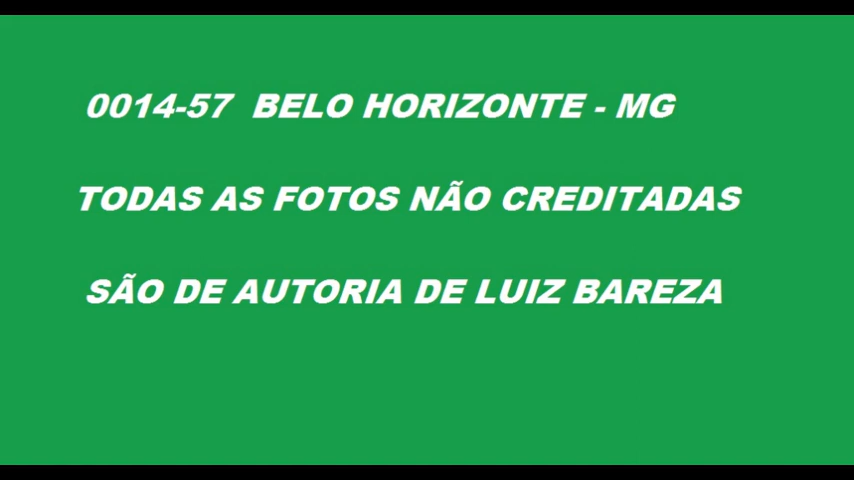 0014-57 BELO HORIZONTE - MG
TODAS AS FOTOS NÃO CREDITADAS
SÃO DE AUTORIA DE LUIZ BAREZA